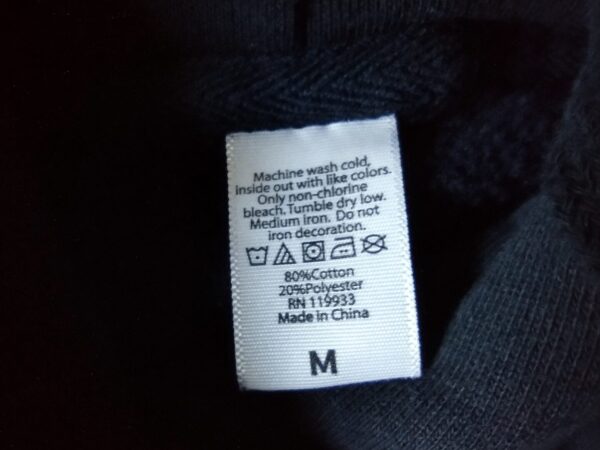 Machine wash cold,
inside out with like colors.
Only non-chlorine
bleach. Tumble dry low.
Medium iron. Do not
iron decoration.
80%Cotton
20%Polyester
RN 119933
Made in China
M